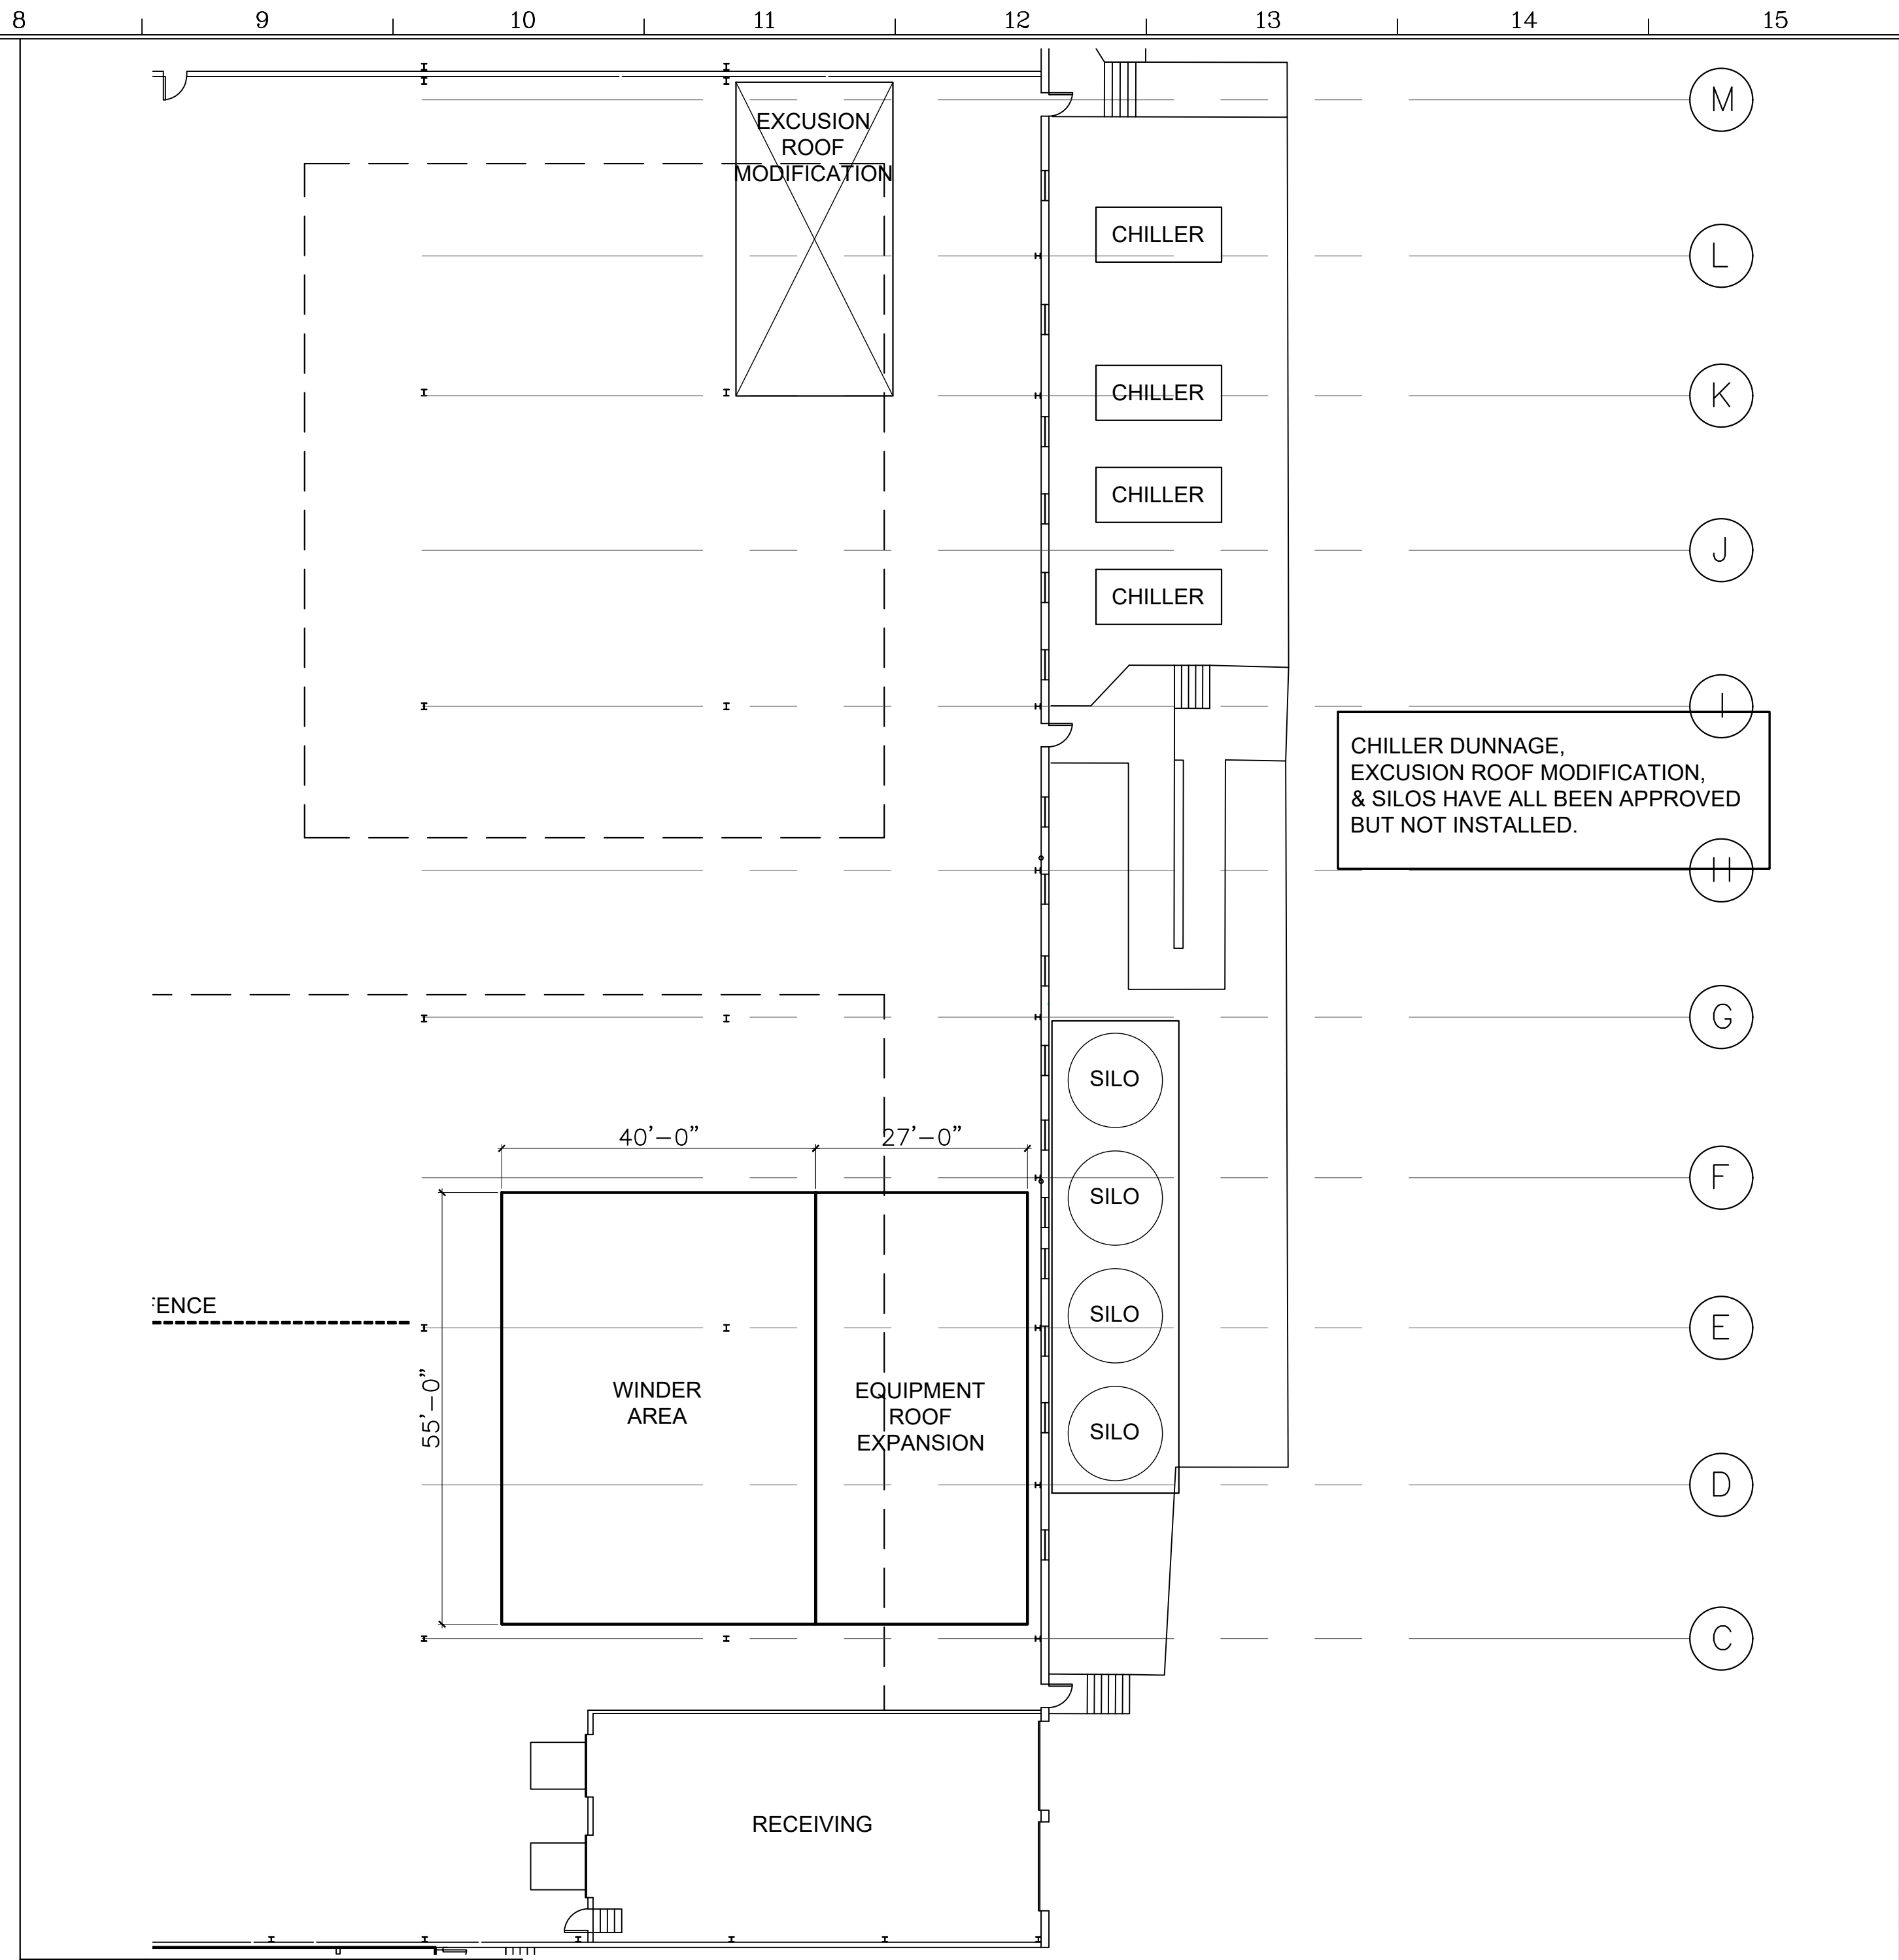 8 9 10 11 12 13 14 15
M
EXCUSION
ROOF
MODIFICATION
CHILLER
L
CHILLER
K
CHILLER
J
CHILLER
I
CHILLER DUNNAGE,
EXCUSION ROOF MODIFICATION,
& SILOS HAVE ALL BEEN APPROVED
BUT NOT INSTALLED.
H
G
SILO
40'-0" 27'-0"
F
SILO
ENCE
SILO
E
55'-0"
WINDER
AREA
EQUIPMENT
ROOF
EXPANSION
SILO
D
C
RECEIVING